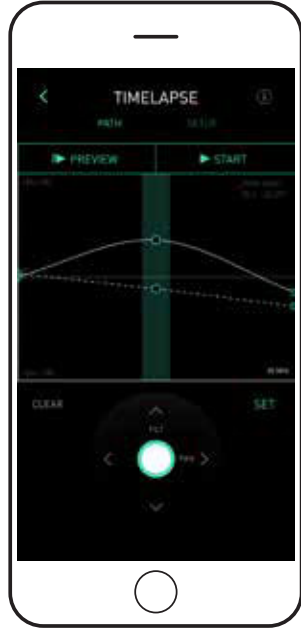 TIMELAPSE
PATH SETUP
PREVIEW START
CLEAR SET
TILT
PAN